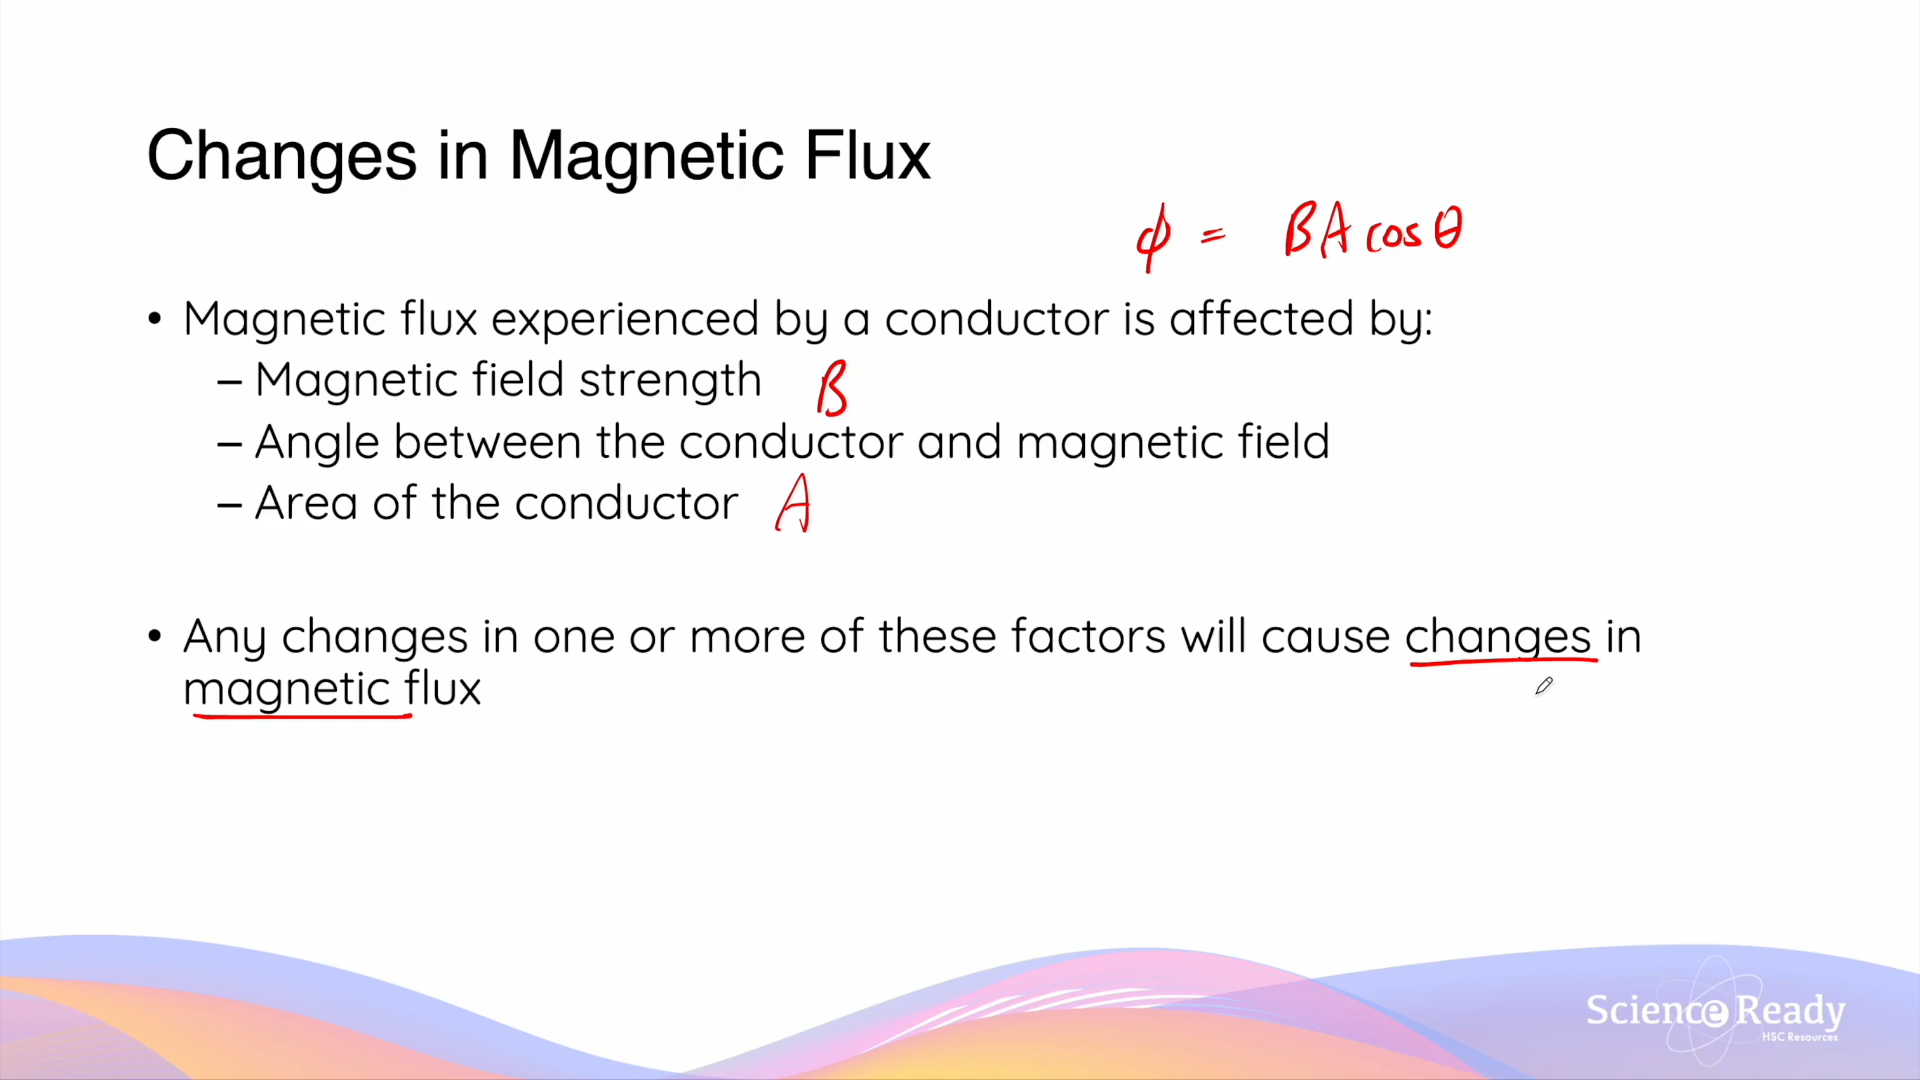 Changes in Magnetic Flux
ϕ = BA cos θ
• Magnetic flux experienced by a conductor is affected by:
– Magnetic field strength B
– Angle between the conductor and magnetic field
– Area of the conductor A
• Any changes in one or more of these factors will cause changes in
magnetic flux
Science Ready
HSC Resources